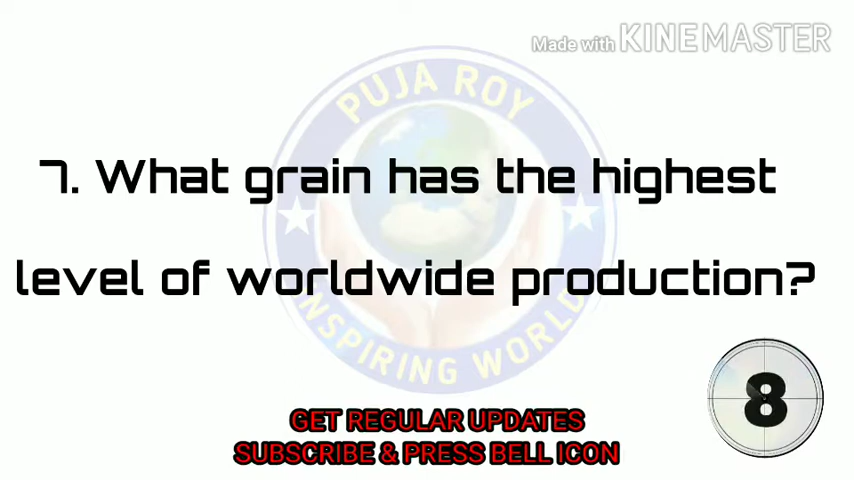 Made with KINEMASTER
PUJA ROY
7. What grain has the highest
level of worldwide production?
INSPIRING WORLD
8
GET REGULAR UPDATES
SUBSCRIBE & PRESS BELL ICON